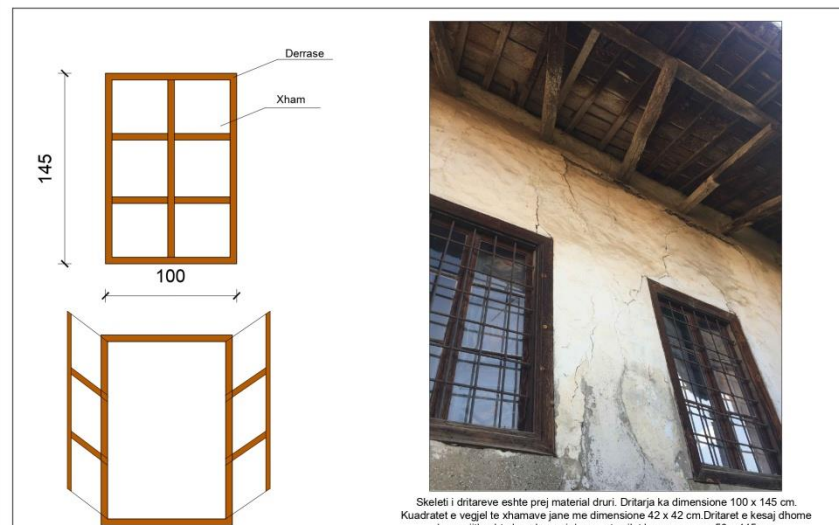 Derrase
Xham
145
100
Skeleti i dritareve eshte prej material druri. Dritarja ka dimensione 100 x 145 cm.
Kuadratet e vegjel te xhamave jane me dimensione 42 x 42 cm.Dritaret e kesaj dhome